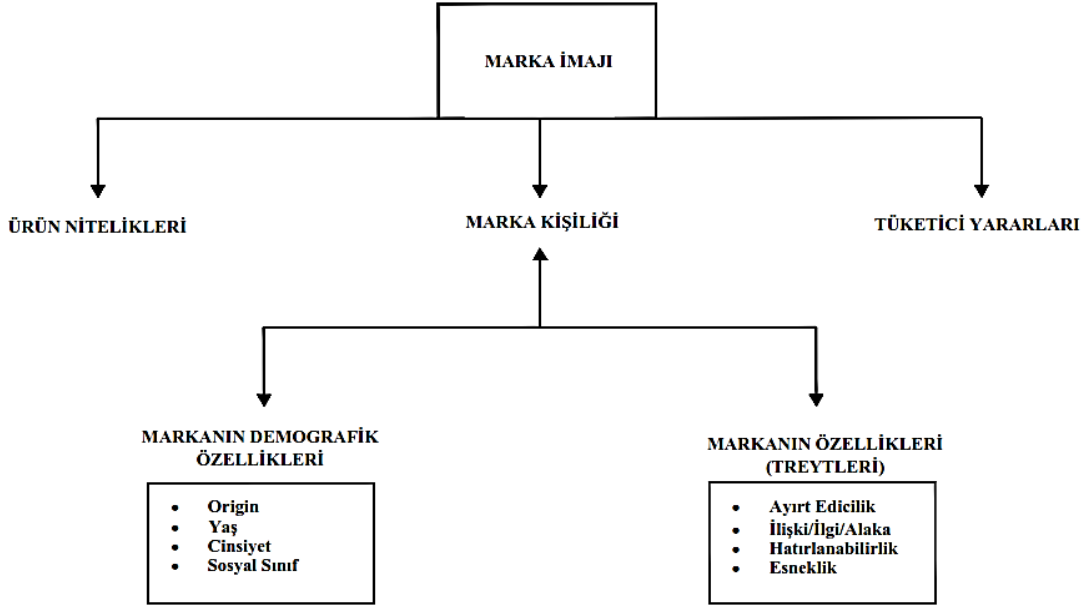 MARKA İMAJI
ÜRÜN NİTELİKLERİ
MARKA KİŞİLİĞİ
TÜKETİCİ YARARLARI
MARKANIN DEMOGRAFİK
ÖZELLİKLERİ
• Origin
• Yaş
• Cinsiyet
• Sosyal Sınıf
MARKANIN ÖZELLİKLERİ
(TREYTLERİ)
• Ayırt Edicilik
• İlişki/İlgi/Alaka
• Hatırlanabilirlik
• Esneklik